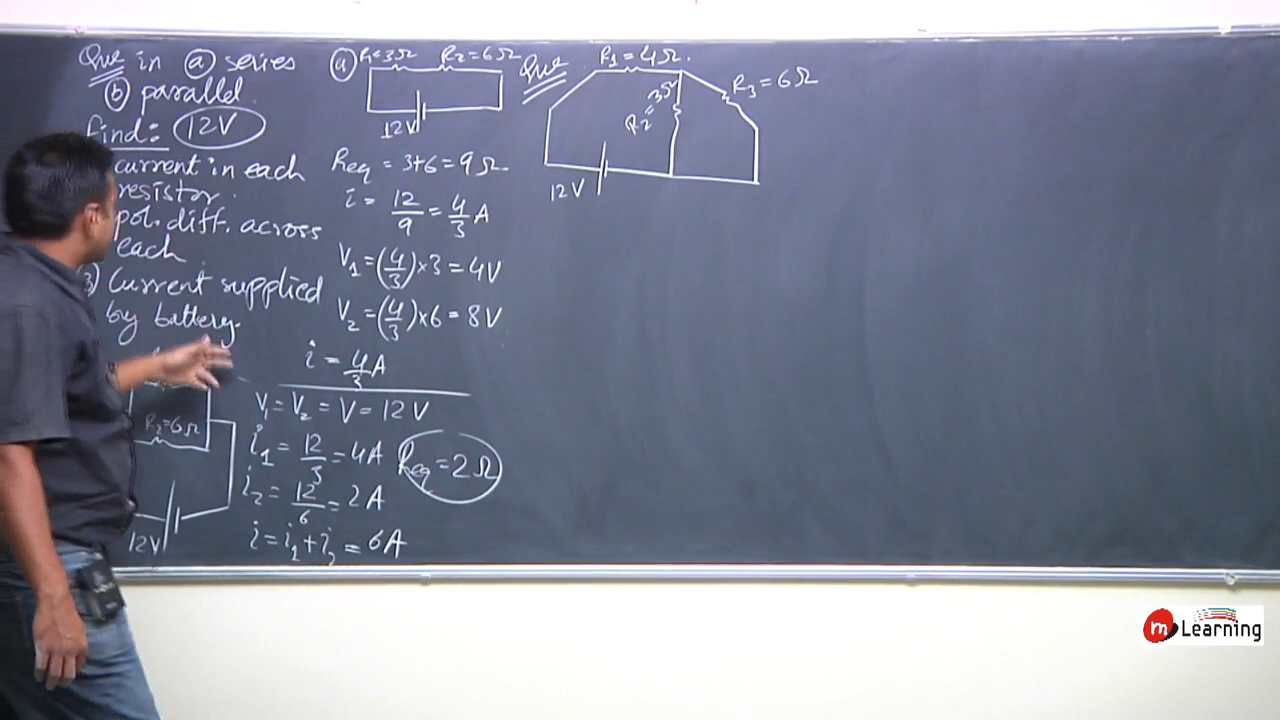 Que in ⓐ series
ⓑ parallel.
find: 12V
current in each
resistor.
pot. diff. across
each
3) Current supplied
by battery.
R2=6Ω
12V
ⓐ R1=3Ω R2=6Ω
12V
Req = 3+6 = 9Ω
i = 12/9 = 4/3 A
V1 = (4/3)×3 = 4V
V2 = (4/3)×6 = 8V
i = 4/3 A
V1 = V2 = V = 12V
i1 = 12/3 = 4A
Req = 2Ω
i2 = 12/6 = 2A
i = i1 + i2 = 6A
Que R1=4Ω.
R2=3Ω
R3=6Ω
12V
m Learning